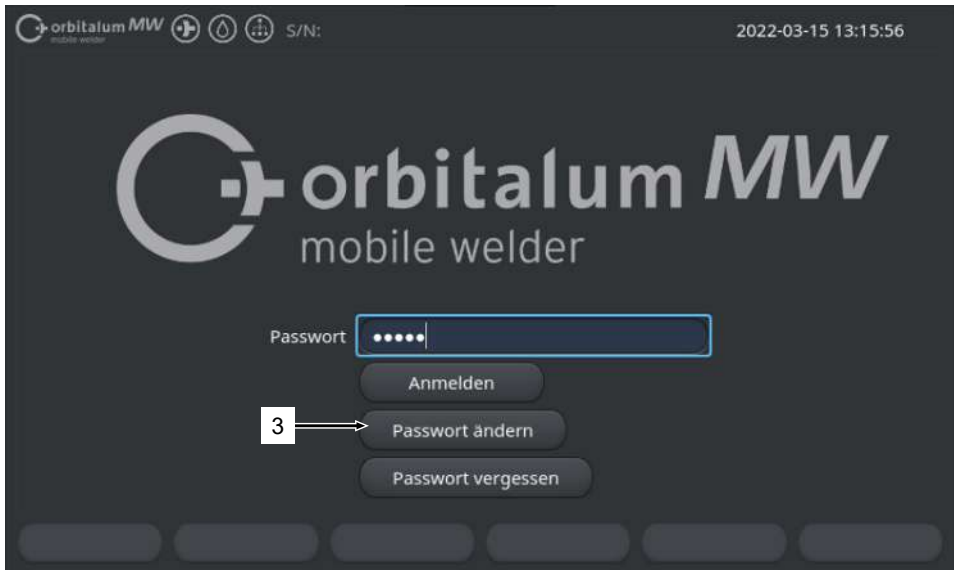 orbitalum MW S/N: 2022-03-15 13:15:56
mobile welder
orbitalum MW
mobile welder
Passwort •••••
Anmelden
3 Passwort ändern
Passwort vergessen